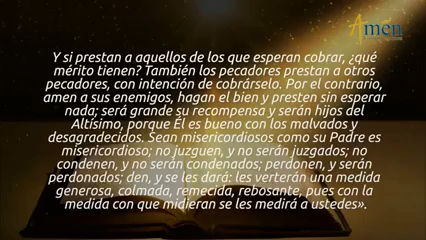 Amén
Y si prestan a aquellos de los que esperan cobrar, ¿qué
mérito tienen? También los pecadores prestan a otros
pecadores, con intención de cobrárselo. Por el contrario,
amen a sus enemigos, hagan el bien y presten sin esperar
nada; será grande su recompensa y serán hijos del
Altísimo, porque Él es bueno con los malvados y
desagradecidos. Sean misericordiosos como su Padre es
misericordioso; no juzguen, y no serán juzgados; no
condenen, y no serán condenados; perdonen, y serán
perdonados; den, y se les dará: les verterán una medida
generosa, colmada, remecida, rebosante, pues con la
medida con que midieran se les medirá a ustedes».